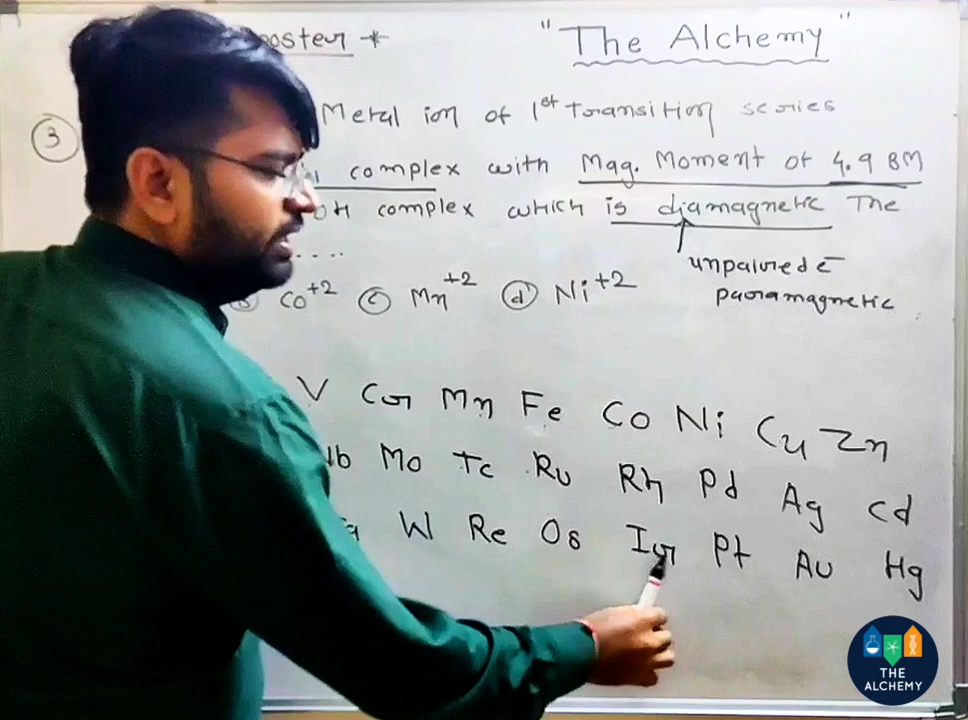 "The Alchemy"
③ Metal ion of 1st Transition series
complex with Mag. Moment of 4.9 BM
complex which is diamagnetic The
....
unpaired e-
paramagnetic
Co+2 ⓒ Mn+2 ⓓ Ni+2
V Cr Mn Fe Co Ni Cu Zn
Mo Tc Ru Rh Pd Ag Cd
W Re Os Ir Pt Au Hg
THE
ALCHEMY